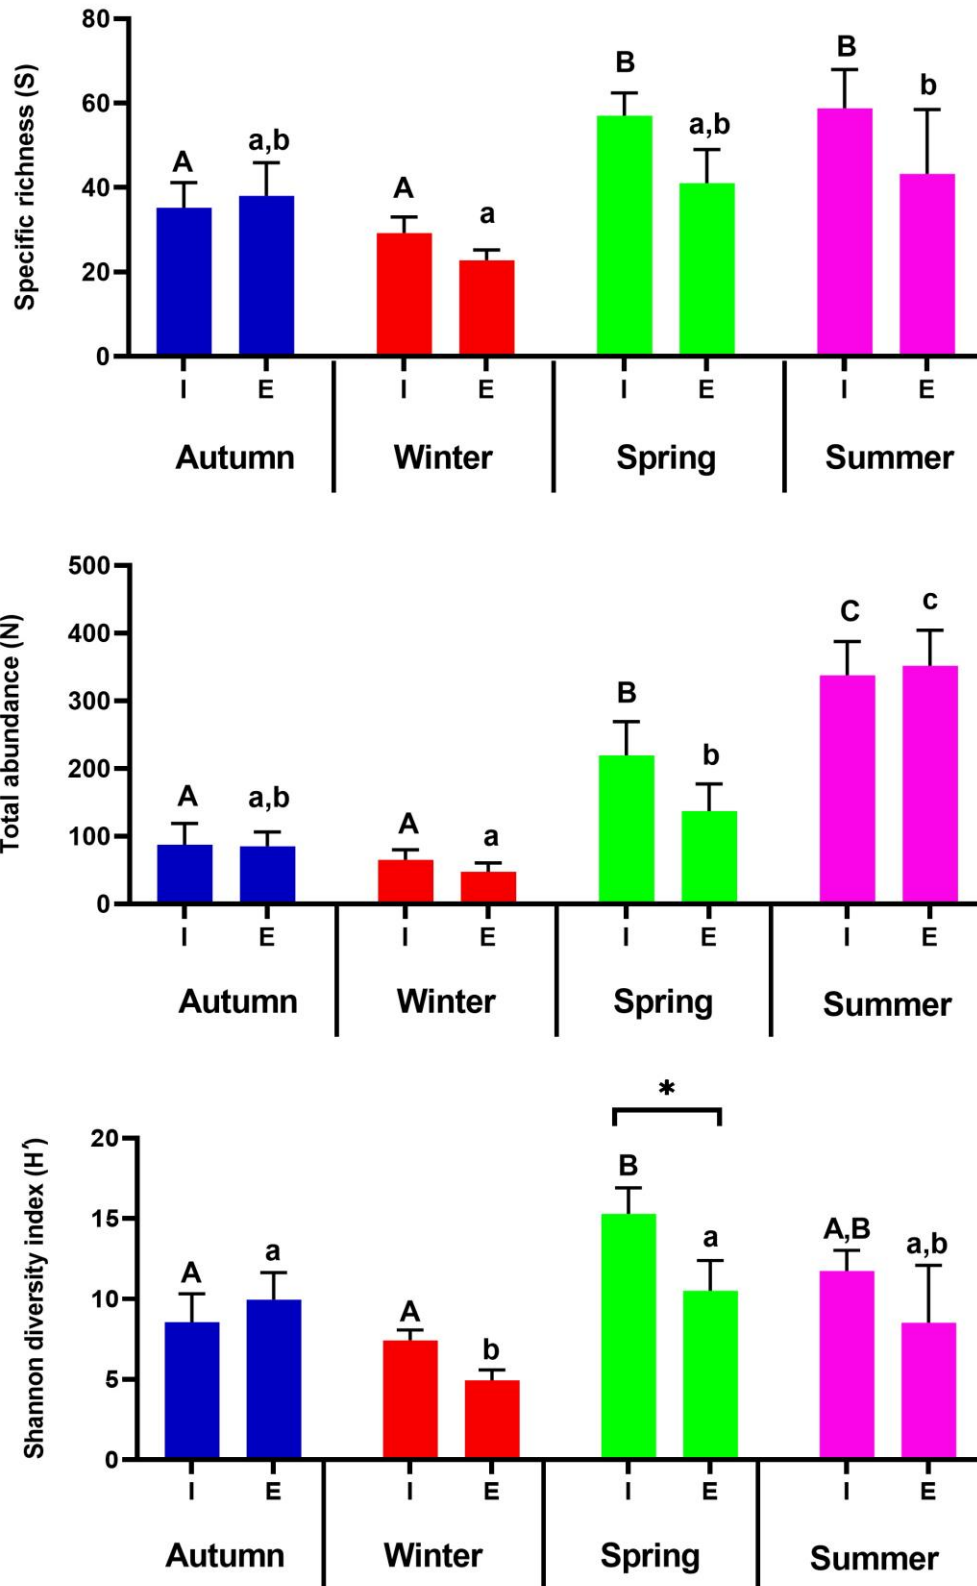 Specific richness (S)
80
60
40
20
0
A
a,b
A
a
B
a,b
B
b
I E I E I E I E
Autumn Winter Spring Summer
Total abundance (N)
500
400
300
200
100
0
A
a,b
A
a
B
b
C
c
I E I E I E I E
Autumn Winter Spring Summer
Shannon diversity index (H')
20
15
10
5
0
A
a
A
b
*
B
a
A,B
a,b
I E I E I E I E
Autumn Winter Spring Summer